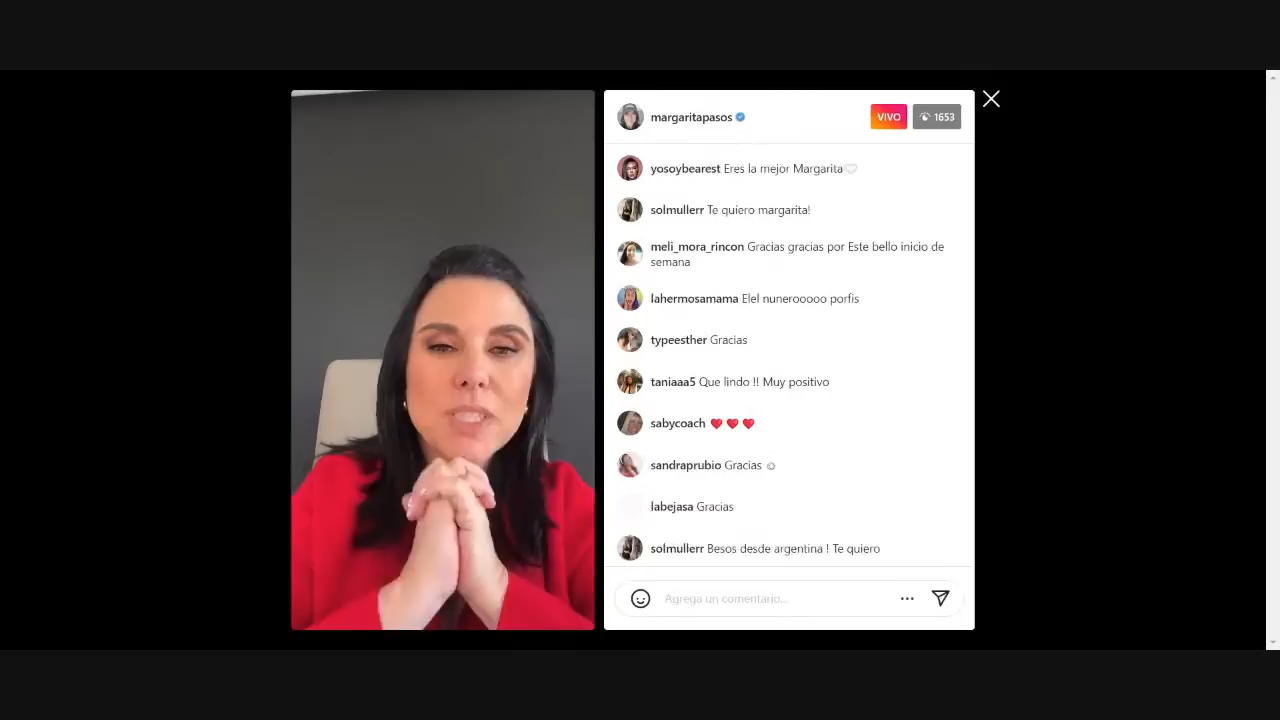 margaritapasos
VIVO
1653
yosoybearest Eres la mejor Margarita🤍
solmullerr Te quiero margarita!
meli_mora_rincon Gracias gracias por Este bello inicio de
semana
lahermosamama Elel nunerooooo porfis
typeesther Gracias
taniaaa5 Que lindo !! Muy positivo
sabycoach ❤️ ❤️ ❤️
sandraprubio Gracias ☺
labejasa Gracias
solmullerr Besos desde argentina ! Te quiero
Agrega un comentario...